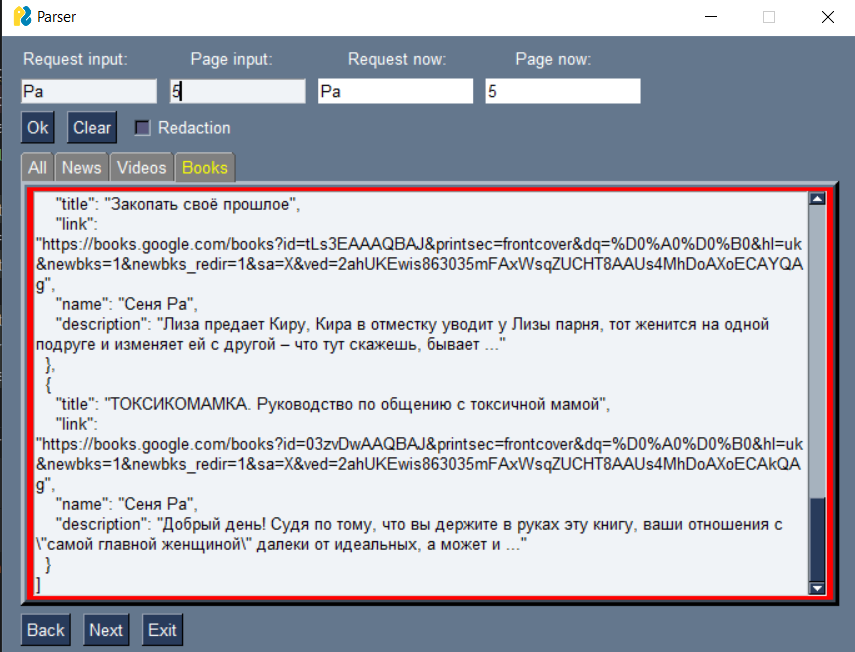 Parser
Request input: Page input: Request now: Page now:
Ра 5 Ра 5
Ok Clear Redaction
All News Videos Books
"title": "Закопать своё прошлое",
"link":
"https://books.google.com/books?id=tLs3EAAAQBAJ&printsec=frontcover&dq=%D0%A0%D0%B0&hl=uk
&newbks=1&newbks_redir=1&sa=X&ved=2ahUKEwis863035mFAxWsqZUCHT8AAUs4MhDoAXoECAYQA
g",
"name": "Сеня Ра",
"description": "Лиза предает Киру, Кира в отместку уводит у Лизы парня, тот женится на одной
подруге и изменяет ей с другой – что тут скажешь, бывает ..."
},
{
"title": "ТОКСИКОМАМКА. Руководство по общению с токсичной мамой",
"link":
"https://books.google.com/books?id=03zvDwAAQBAJ&printsec=frontcover&dq=%D0%A0%D0%B0&hl=uk
&newbks=1&newbks_redir=1&sa=X&ved=2ahUKEwis863035mFAxWsqZUCHT8AAUs4MhDoAXoECAkQA
g",
"name": "Сеня Ра",
"description": "Добрый день! Судя по тому, что вы держите в руках эту книгу, ваши отношения с
\"самой главной женщиной\" далеки от идеальных, а может и ..."
}
]
Back Next Exit